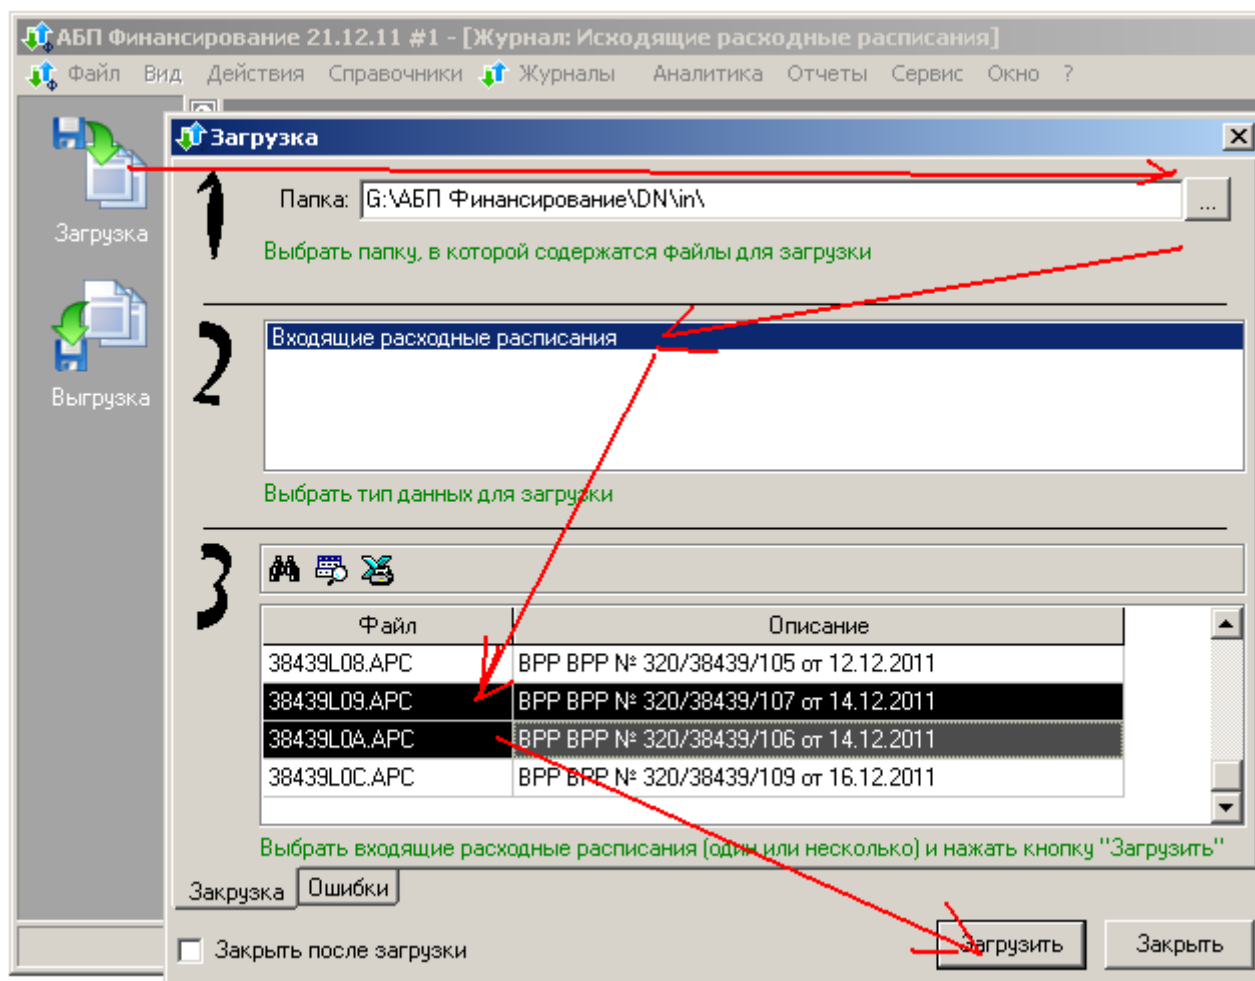 АБП Финансирование 21.12.11 #1 - [Журнал: Исходящие расходные расписания]
Файл Вид Действия Справочники Журналы Аналитика Отчеты Сервис Окно ?
Загрузка
1
Папка: G:\АБП Финансирование\DN\in\ ...
Загрузка
Выбрать папку, в которой содержатся файлы для загрузки
2
Входящие расходные расписания
Выгрузка
Выбрать тип данных для загрузки
3
Файл Описание
38439L08.APC ВРР ВРР № 320/38439/105 от 12.12.2011
38439L09.APC ВРР ВРР № 320/38439/107 от 14.12.2011
38439L0A.APC ВРР ВРР № 320/38439/106 от 14.12.2011
38439L0C.APC ВРР ВРР № 320/38439/109 от 16.12.2011
Выбрать входящие расходные расписания (один или несколько) и нажать кнопку "Загрузить"
Закрузка Ошибки
Закрыть после загрузки Загрузить Закрыть